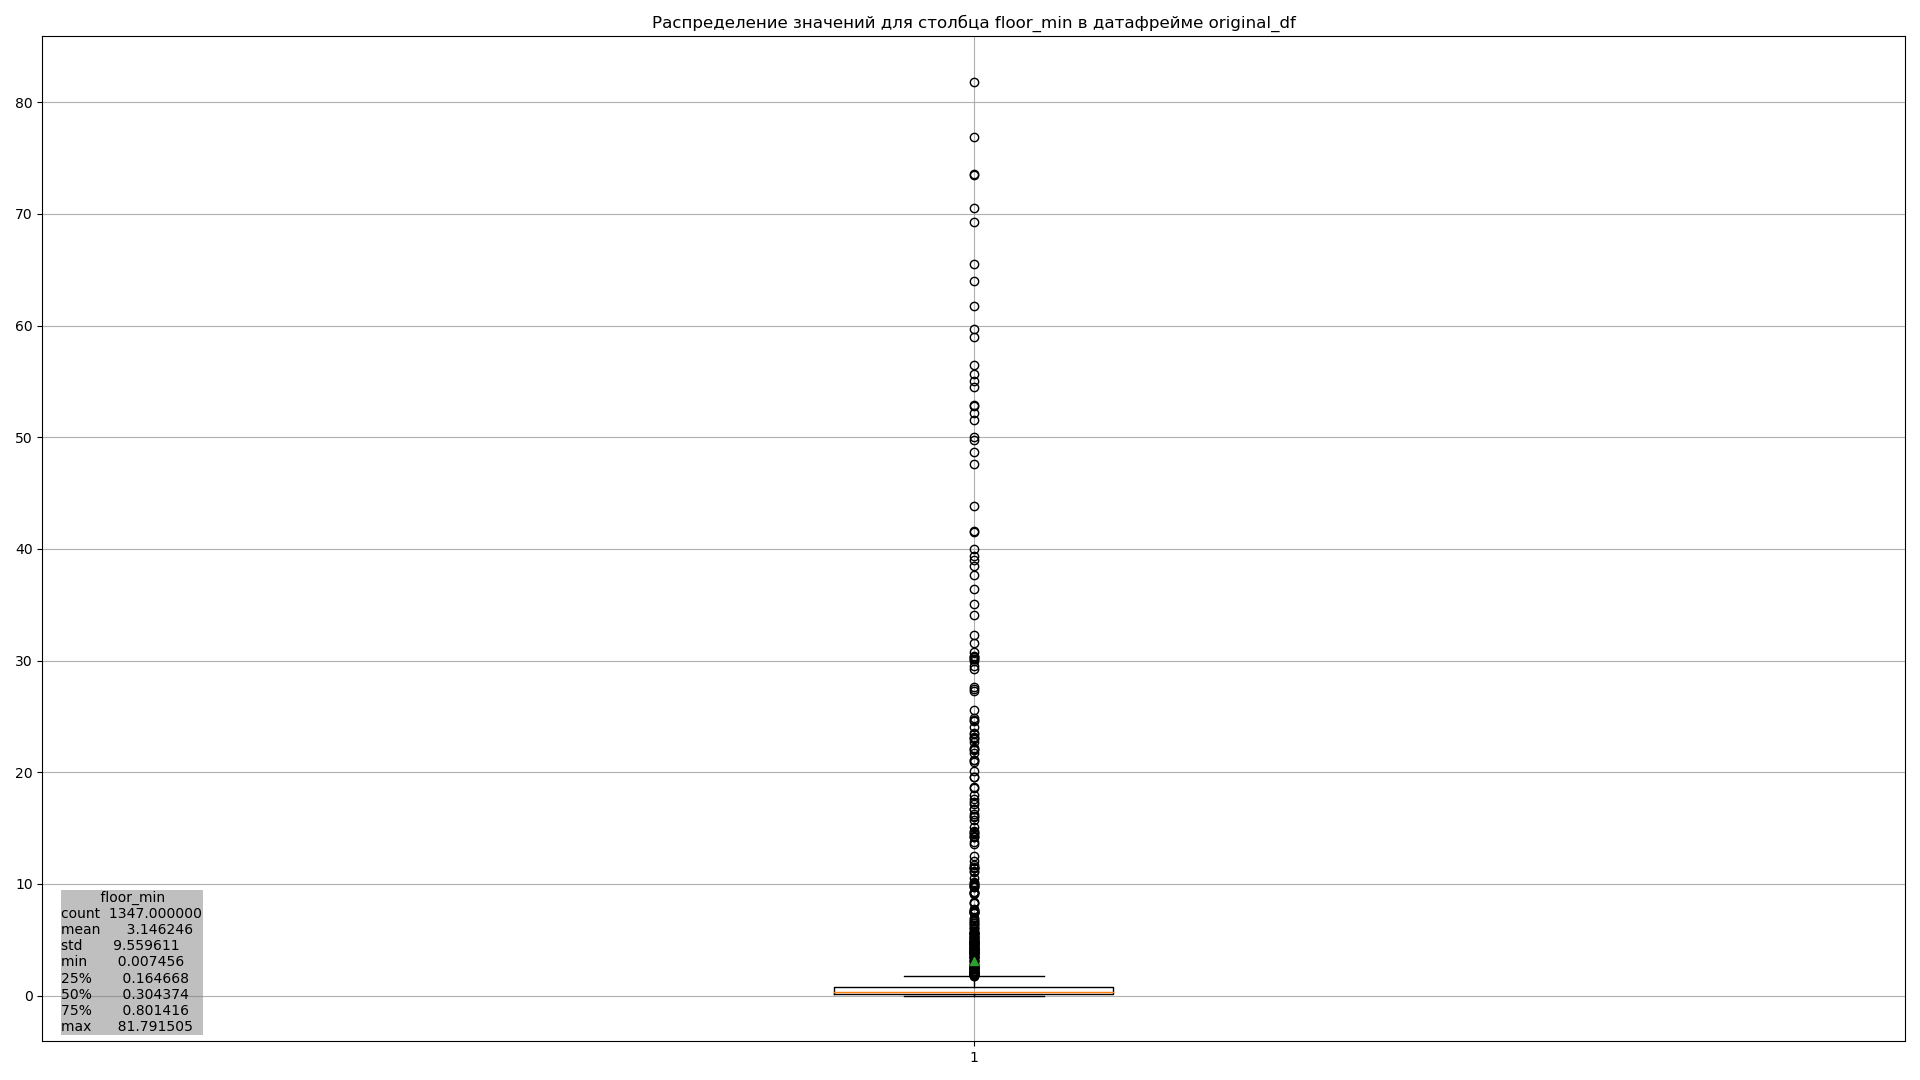 Распределение значений для столбца floor_min в датафрейме original_df
80
70
60
50
40
30
20
10
0
floor_min
count 1347.000000
mean 3.146246
std 9.559611
min 0.007456
25% 0.164668
50% 0.304374
75% 0.801416
max 81.791505
1